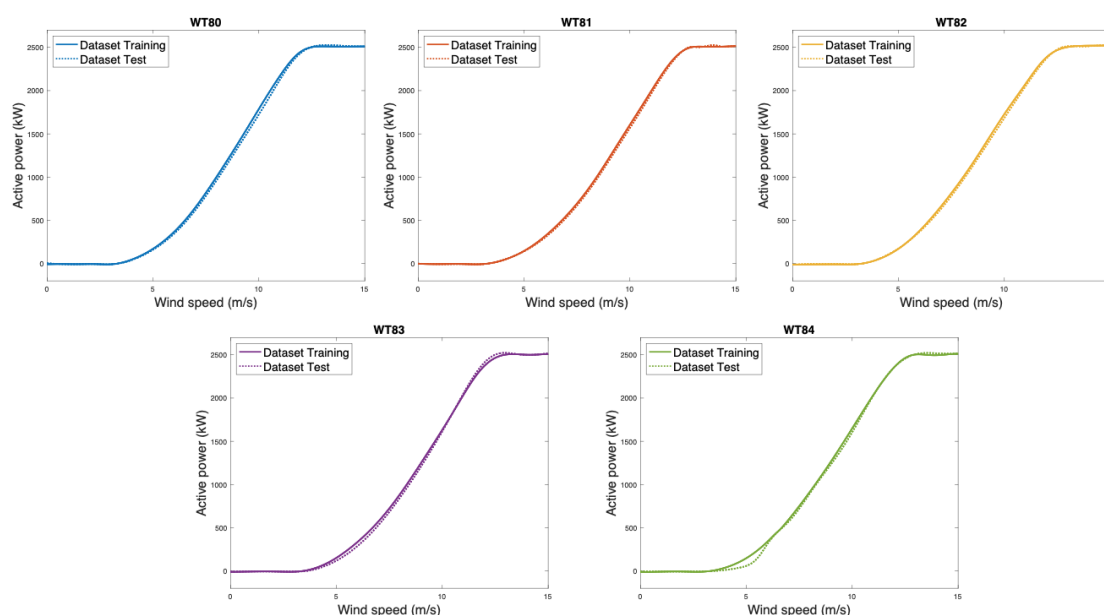 WT80
Dataset Training
Dataset Test
2500
2000
1500
1000
500
0
Active power (kW)
0 5 10 15
Wind speed (m/s)
WT81
Dataset Training
Dataset Test
2500
2000
1500
1000
500
0
Active power (kW)
0 5 10 15
Wind speed (m/s)
WT82
Dataset Training
Dataset Test
2500
2000
1500
1000
500
0
Active power (kW)
0 5 10 15
Wind speed (m/s)
WT83
Dataset Training
Dataset Test
2500
2000
1500
1000
500
0
Active power (kW)
0 5 10 15
Wind speed (m/s)
WT84
Dataset Training
Dataset Test
2500
2000
1500
1000
500
0
Active power (kW)
0 5 10 15
Wind speed (m/s)